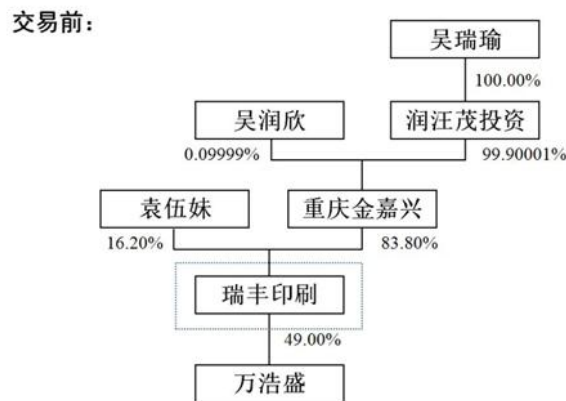 交易前：
吴瑞瑜
100.00%
吴润欣
润汪茂投资
0.09999%
99.90001%
袁伍妹
重庆金嘉兴
16.20%
83.80%
瑞丰印刷
49.00%
万浩盛